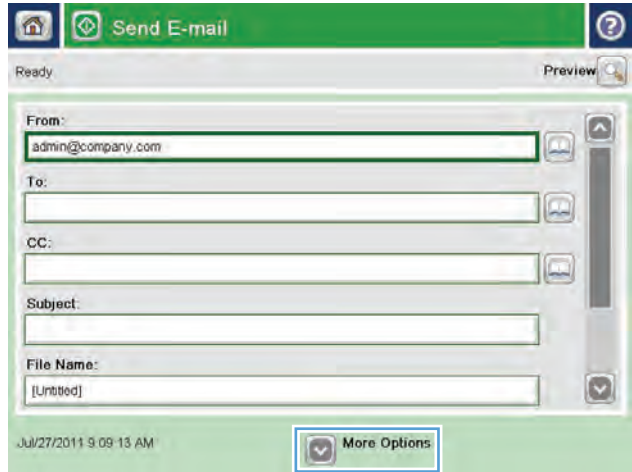 Send E-mail
Ready
Preview
From:
admin@company.com
To:
CC:
Subject:
File Name:
[Untitled]
Jul/27/2011 9:09:13 AM
More Options